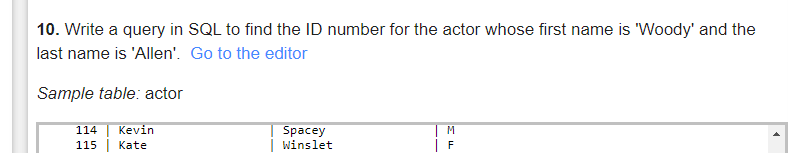 10. Write a query in SQL to find the ID number for the actor whose first name is 'Woody' and the
last name is 'Allen'. Go to the editor
Sample table: actor
114 | Kevin | Spacey | M
115 | Kate | Winslet | F